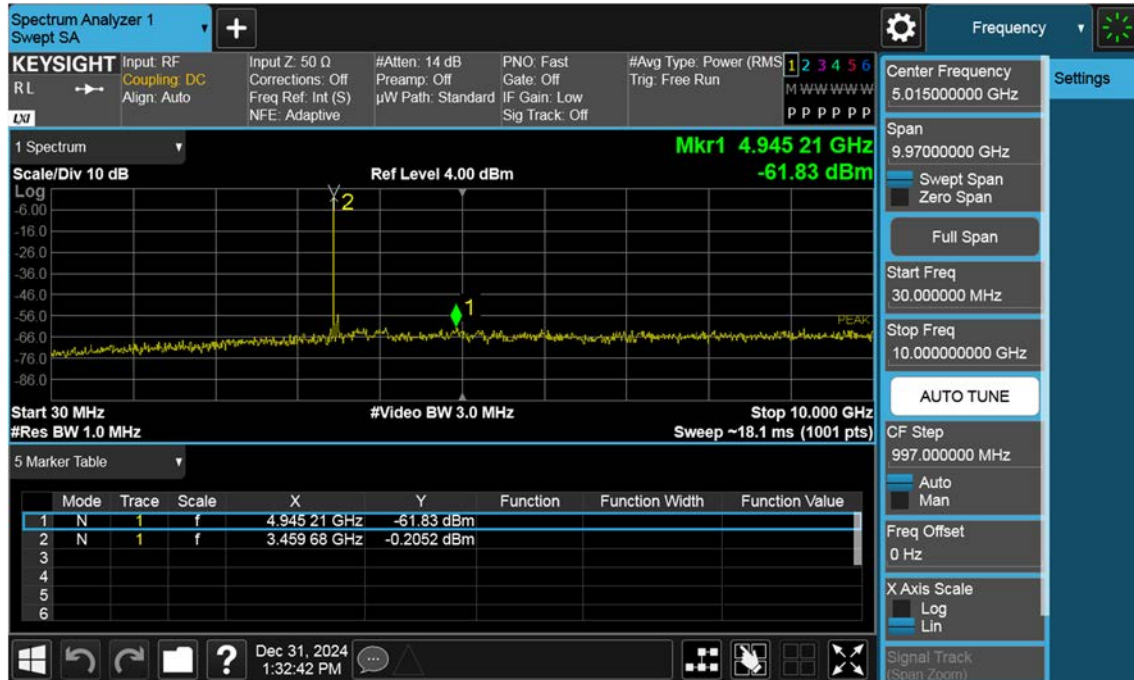 Spectrum Analyzer 1
Swept SA
Frequency
KEYSIGHT
RL
LXI
Input: RF
Coupling: DC
Align: Auto
Input Z: 50 Ω
Corrections: Off
Freq Ref: Int (S)
NFE: Adaptive
#Atten: 14 dB
Preamp: Off
µW Path: Standard
PNO: Fast
Gate: Off
IF Gain: Low
Sig Track: Off
#Avg Type: Power (RMS
Trig: Free Run
1 2 3 4 5 6
M W W W W W
P P P P P P
1 Spectrum
Scale/Div 10 dB
Ref Level 4.00 dBm
Mkr1 4.945 21 GHz
-61.83 dBm
Log
-6.00
-16.0
-26.0
-36.0
-46.0
-56.0
-66.0
-76.0
-86.0
2
1
PEAK
Start 30 MHz
#Video BW 3.0 MHz
Stop 10.000 GHz
#Res BW 1.0 MHz
Sweep ~18.1 ms (1001 pts)
5 Marker Table
Mode Trace Scale X Y Function Function Width Function Value
1 N 1 f 4.945 21 GHz -61.83 dBm
2 N 1 f 3.459 68 GHz -0.2052 dBm
3
4
5
6
?
Dec 31, 2024
1:32:42 PM
Center Frequency
5.015000000 GHz
Settings
Span
9.97000000 GHz
Swept Span
Zero Span
Full Span
Start Freq
30.000000 MHz
Stop Freq
10.000000000 GHz
AUTO TUNE
CF Step
997.000000 MHz
Auto
Man
Freq Offset
0 Hz
X Axis Scale
Log
Lin
Signal Track
(Span Zoom)